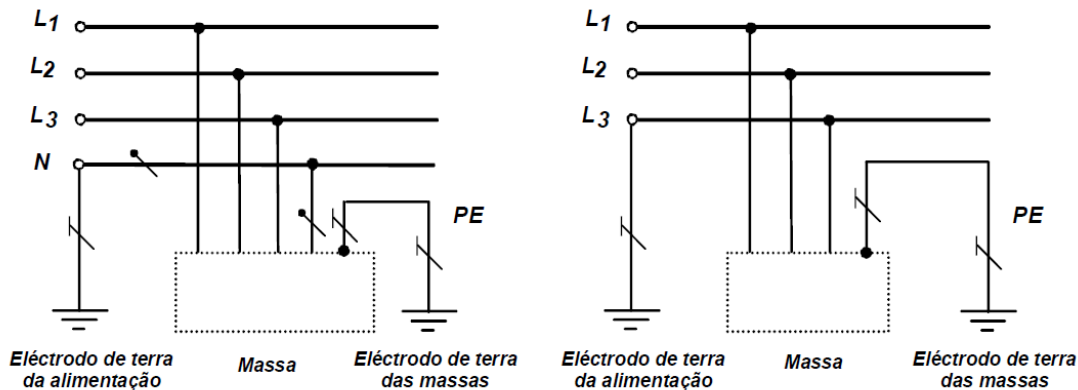 L1
L2
L3
N
PE
Eléctrodo de terra
da alimentação
Massa
Eléctrodo de terra
das massas
L1
L2
L3
PE
Eléctrodo de terra
da alimentação
Massa
Eléctrodo de terra
das massas